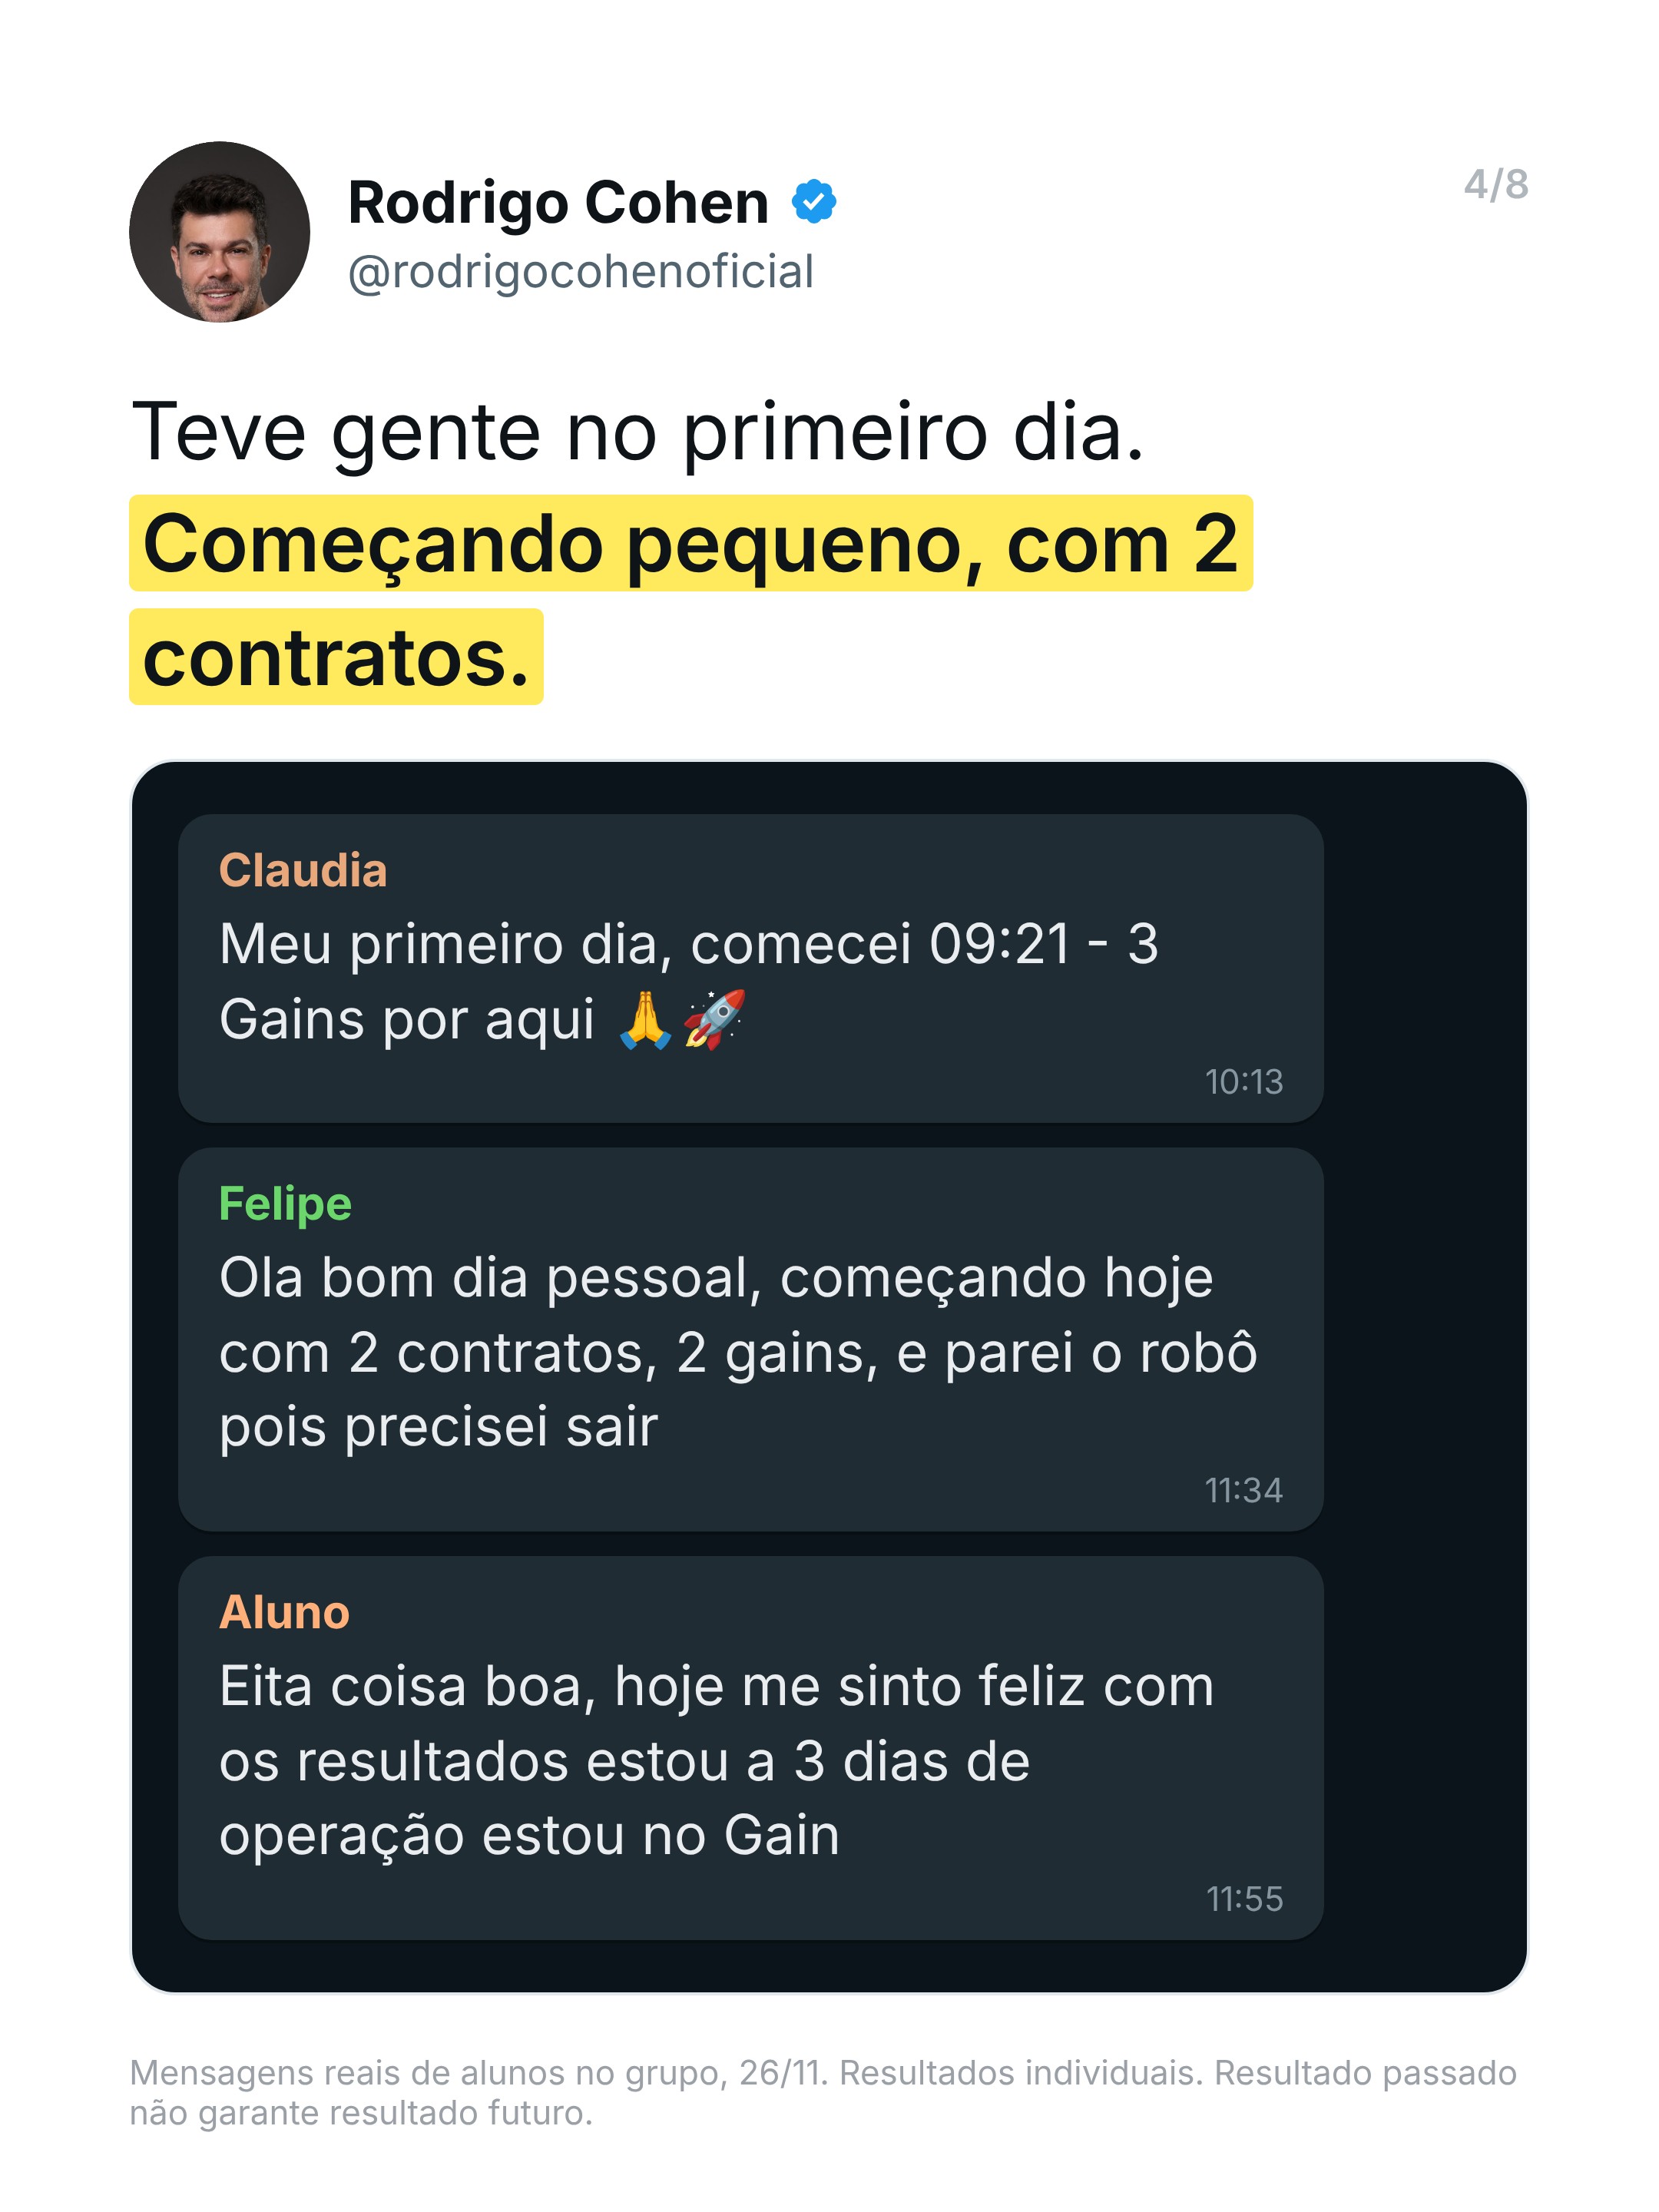 Rodrigo Cohen
@rodrigocohenoficial
4/8
Teve gente no primeiro dia.
Começando pequeno, com 2
contratos.
Claudia
Meu primeiro dia, comecei 09:21 - 3
Gains por aqui 🙏🚀
10:13
Felipe
Ola bom dia pessoal, começando hoje
com 2 contratos, 2 gains, e parei o robô
pois precisei sair
11:34
Aluno
Eita coisa boa, hoje me sinto feliz com
os resultados estou a 3 dias de
operação estou no Gain
11:55
Mensagens reais de alunos no grupo, 26/11. Resultados individuais. Resultado passado
não garante resultado futuro.